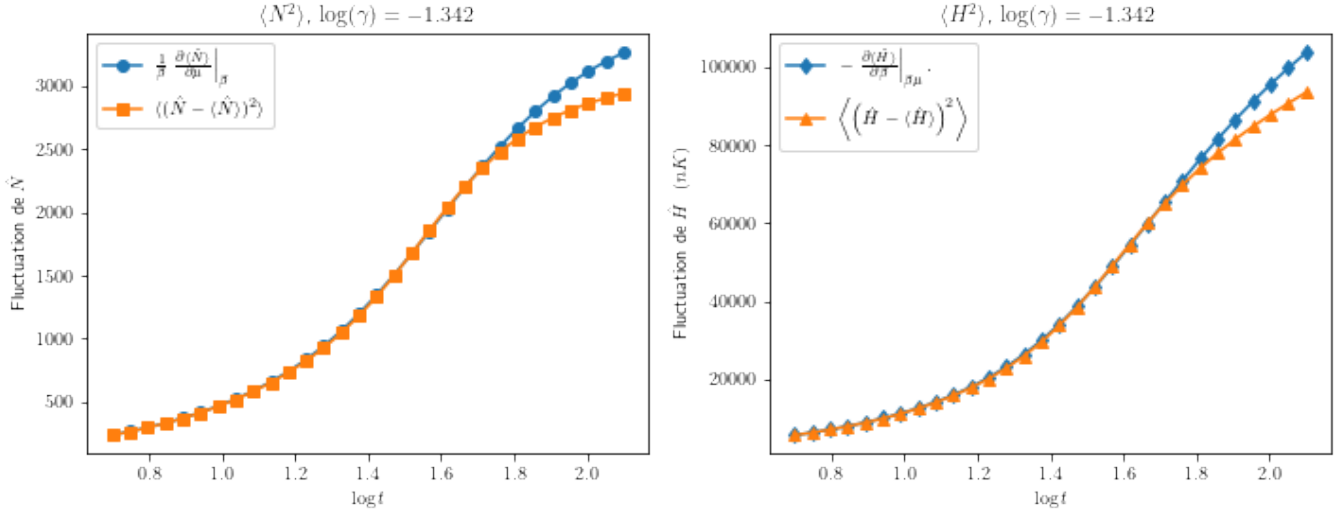 ⟨N²⟩, log(γ) = −1.342
1/β̄ ∂⟨N̂⟩/∂μ |β̄
⟨(N̂ − ⟨N̂⟩)²⟩
Fluctuation de N̂
3000
2500
2000
1500
1000
500
0.8 1.0 1.2 1.4 1.6 1.8 2.0
log t
⟨H²⟩, log(γ) = −1.342
− ∂⟨Ĥ⟩/∂β̄ |β̄μ .
⟨(Ĥ − ⟨Ĥ⟩)²⟩
Fluctuation de Ĥ (nK)
100000
80000
60000
40000
20000
0.8 1.0 1.2 1.4 1.6 1.8 2.0
log t